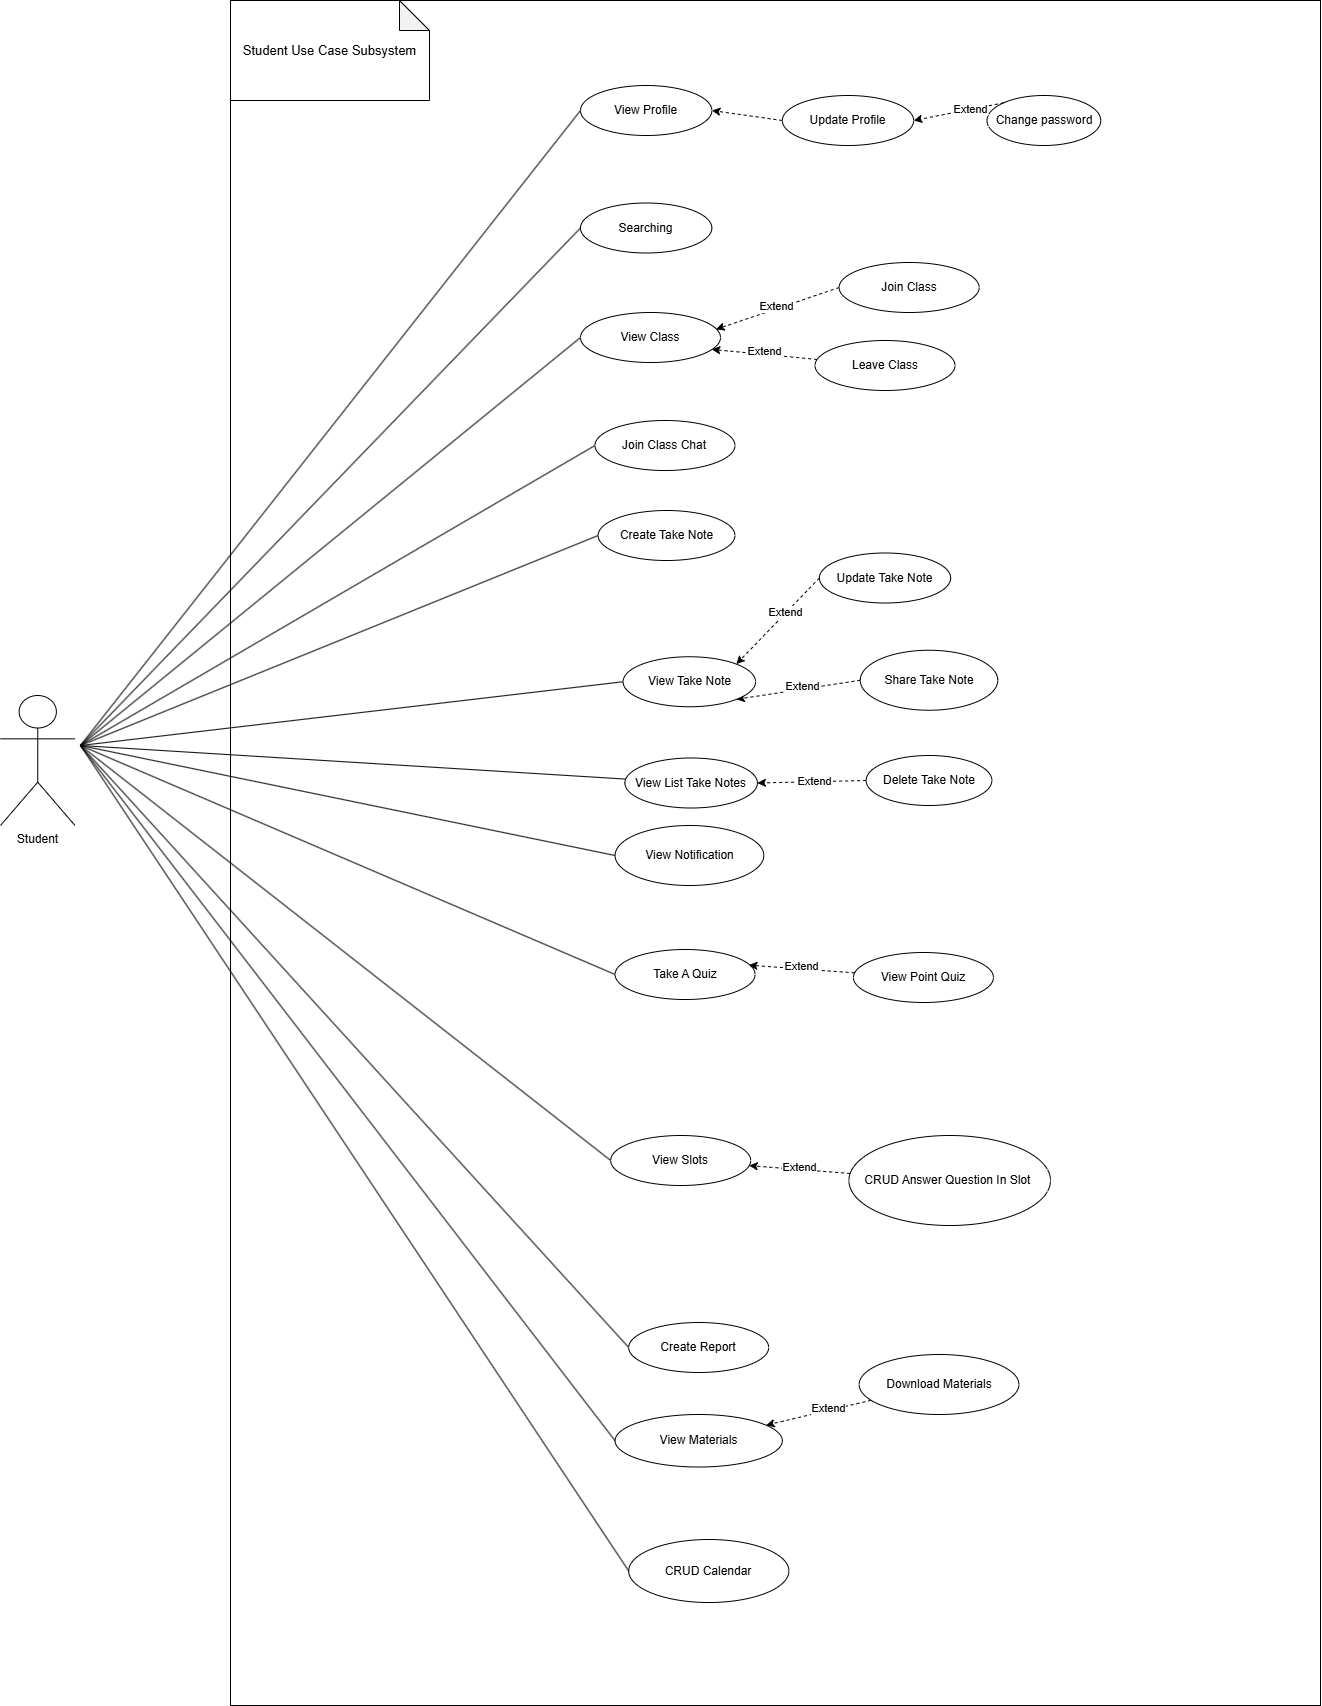 Student Use Case Subsystem
View Profile
Update Profile
Extend
Change password
Searching
Join Class
Extend
View Class
Extend
Leave Class
Join Class Chat
Create Take Note
Update Take Note
Extend
View Take Note
Extend
Share Take Note
View List Take Notes
Extend
Delete Take Note
Student
View Notification
Take A Quiz
Extend
View Point Quiz
View Slots
Extend
CRUD Answer Question In Slot
Create Report
Download Materials
Extend
View Materials
CRUD Calendar